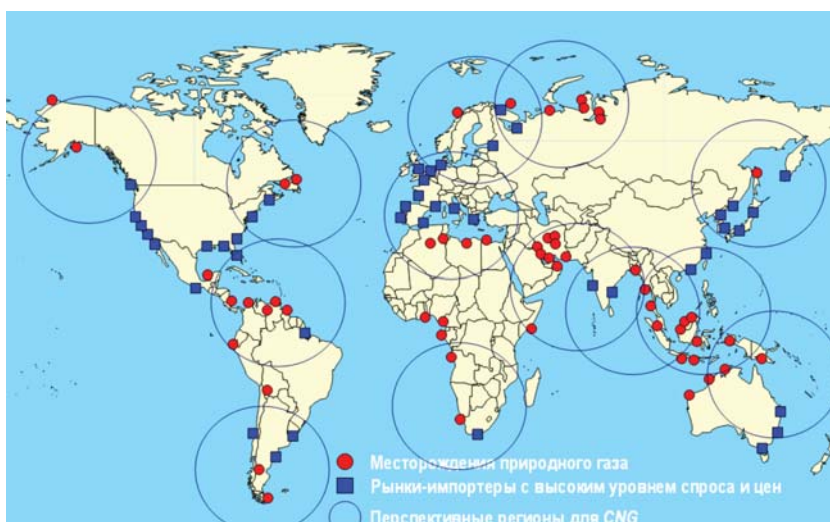 Месторождения природного газа
Рынки-импортеры с высоким уровнем спроса и цен
Перспективные регионы для CNG